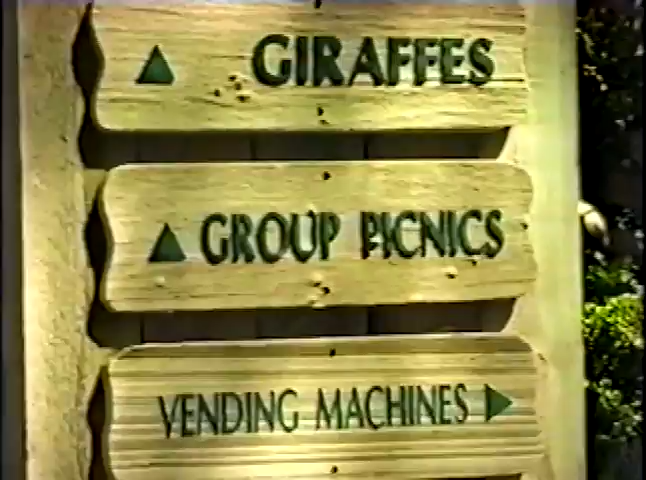 ▲ GIRAFFES
▲ GROUP PICNICS
VENDING MACHINES ▶